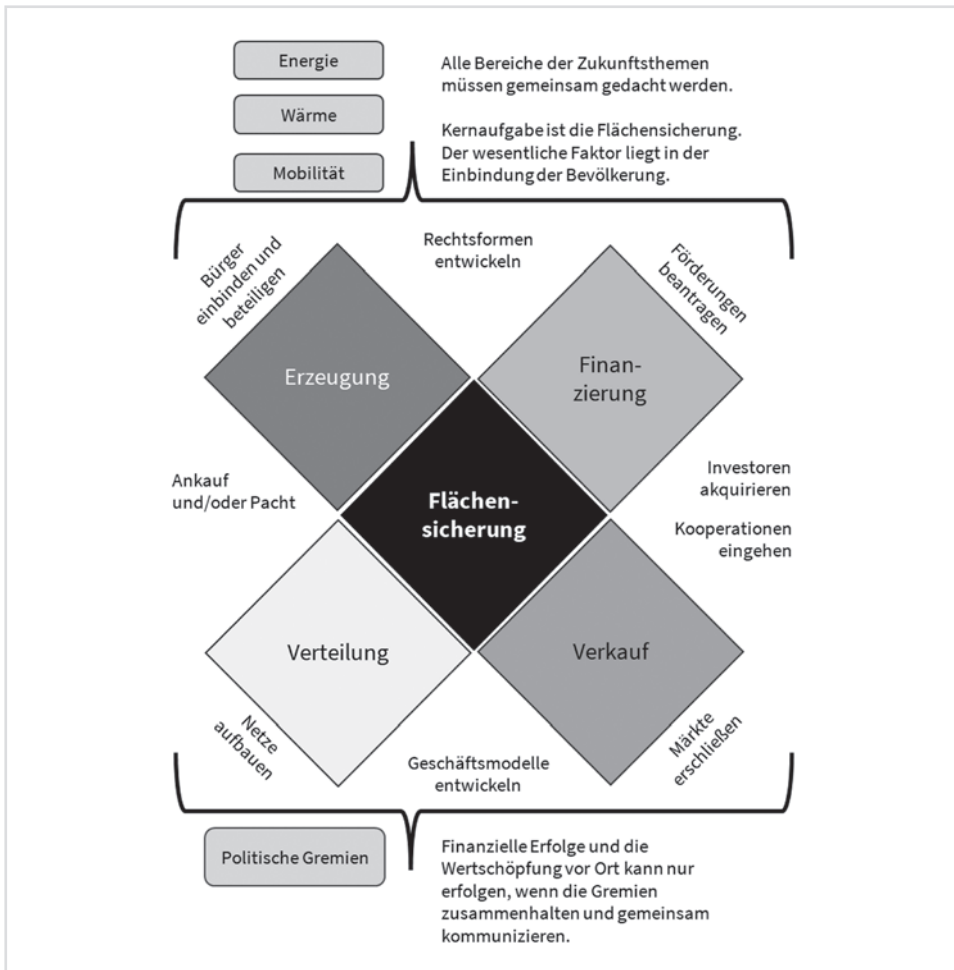 Energie
Wärme
Mobilität
Alle Bereiche der Zukunftsthemen
müssen gemeinsam gedacht werden.
Kernaufgabe ist die Flächensicherung.
Der wesentliche Faktor liegt in der
Einbindung der Bevölkerung.
Bürger
einbinden und
beteiligen
Rechtsformen
entwickeln
Förderungen
beantragen
Erzeugung
Finan-
zierung
Ankauf
und/oder Pacht
Flächen-
sicherung
Investoren
akquirieren
Kooperationen
eingehen
Verteilung
Verkauf
Netze
aufbauen
Geschäftsmodelle
entwickeln
Märkte
erschließen
Politische Gremien
Finanzielle Erfolge und die
Wertschöpfung vor Ort kann nur
erfolgen, wenn die Gremien
zusammenhalten und gemeinsam
kommunizieren.